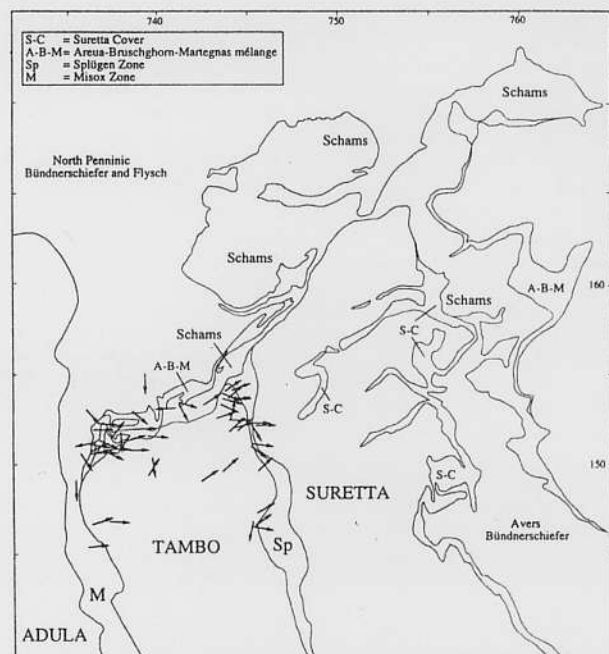 740 750 760
S-C = Suretta Cover
A-B-M= Areua-Bruschghorn-Martegnas mélange
Sp = Splügen Zone
M = Misox Zone
Schams
Schams
North Penninic
Bündnerschiefer and Flysch
Schams
160
A-B-M
Schams
S-C
Schams
A-B-M
S-C
150
S-C
SURETTA
Avers
Bündnerschiefer
TAMBO
Sp
M
ADULA